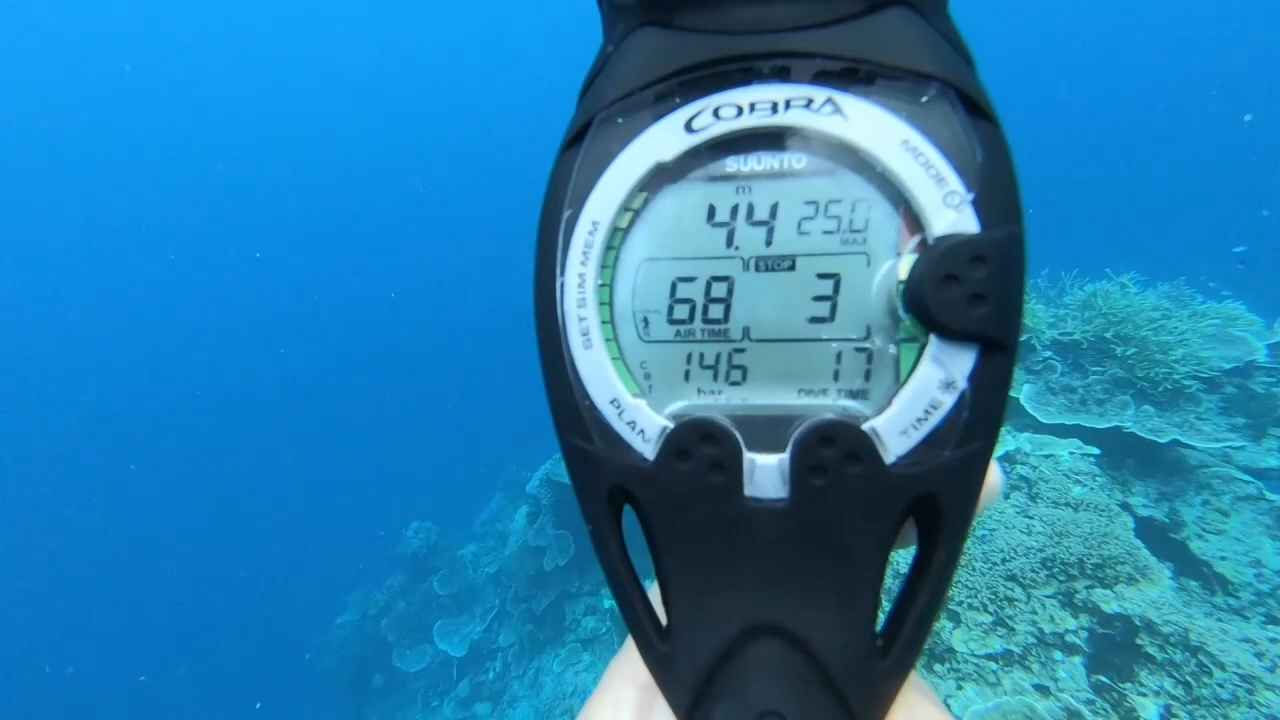 COBRA
MODE
SUUNTO
m
4.4 25.0
MAX
SET SIM MEM
STOP
68 3
AIR TIME
146 17
bar DIVE TIME
PLAN
TIME